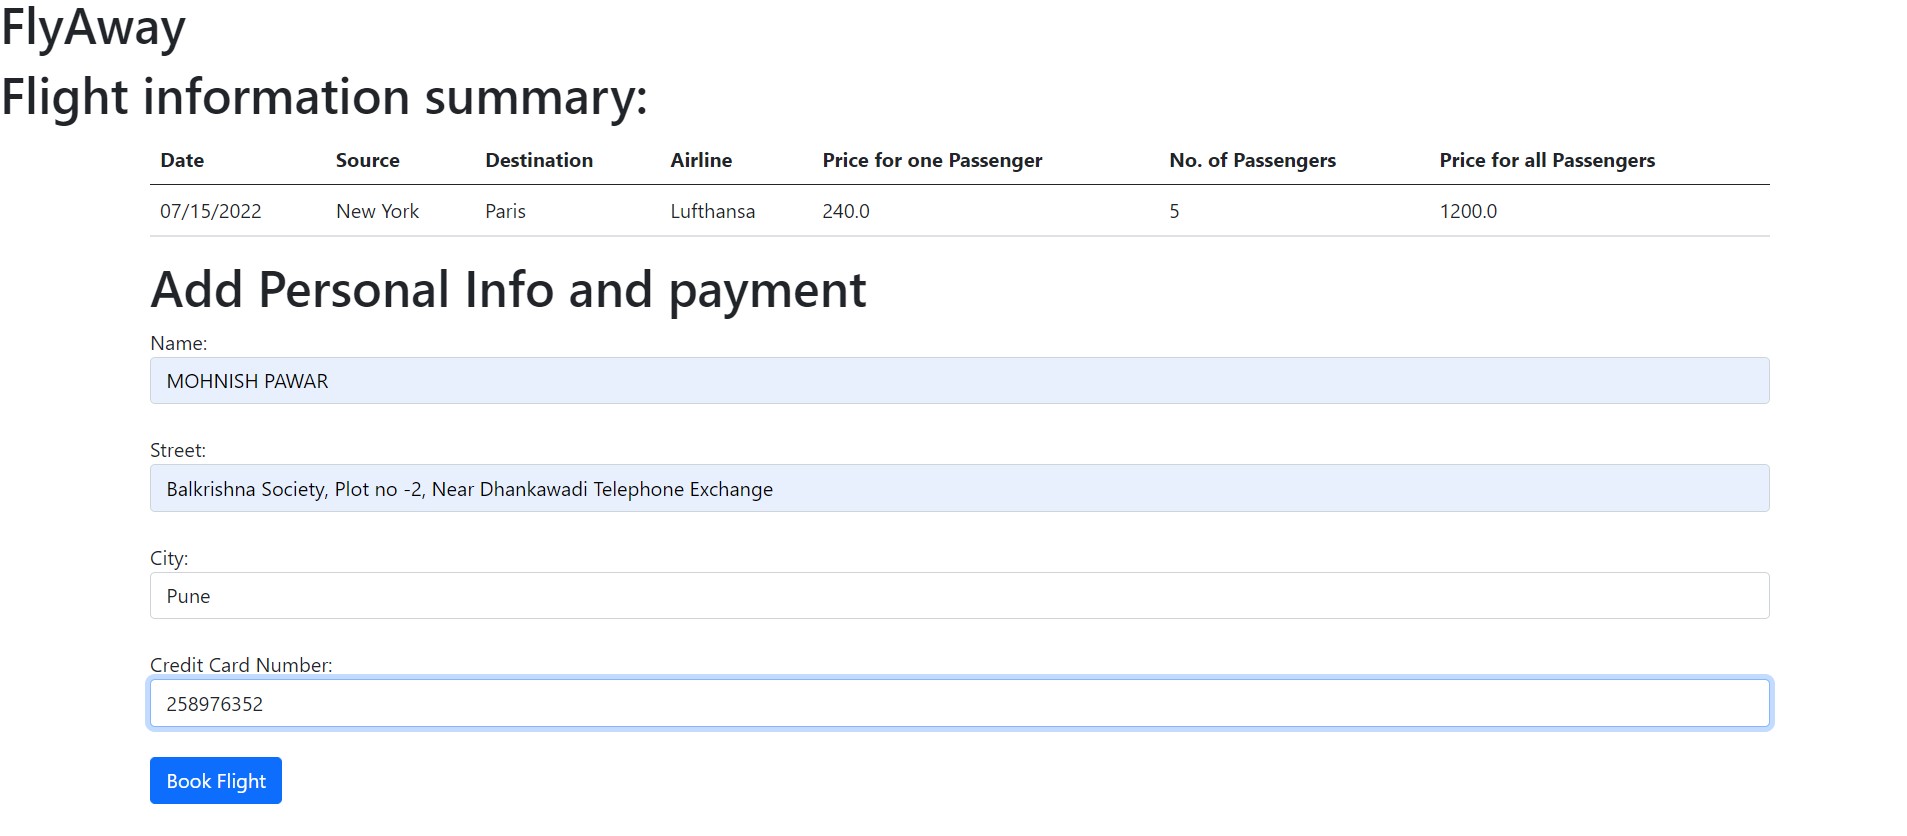 FlyAway
Flight information summary:
Date Source Destination Airline Price for one Passenger No. of Passengers Price for all Passengers
07/15/2022 New York Paris Lufthansa 240.0 5 1200.0
Add Personal Info and payment
Name:
MOHNISH PAWAR
Street:
Balkrishna Society, Plot no -2, Near Dhankawadi Telephone Exchange
City:
Pune
Credit Card Number:
258976352
Book Flight